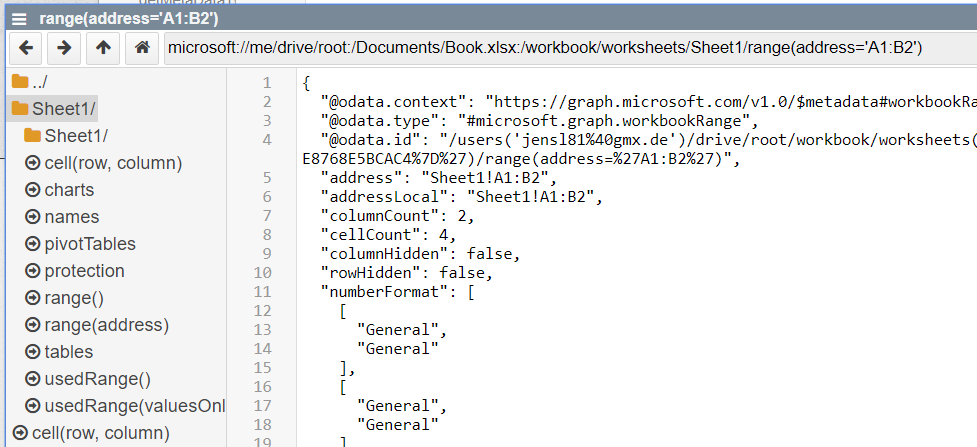 range(address='A1:B2')
microsoft://me/drive/root:/Documents/Book.xlsx:/workbook/worksheets/Sheet1/range(address='A1:B2')
../
Sheet1/
Sheet1/
cell(row, column)
charts
names
pivotTables
protection
range()
range(address)
tables
usedRange()
usedRange(valuesOnl
cell(row, column)
1 {
2 "@odata.context": "https://graph.microsoft.com/v1.0/$metadata#workbookRa
3 "@odata.type": "#microsoft.graph.workbookRange",
4 "@odata.id": "/users('jens181%40gmx.de')/drive/root/workbook/worksheets(
E8768E5BCAC4%7D%27)/range(address=%27A1:B2%27)",
5 "address": "Sheet1!A1:B2",
6 "addressLocal": "Sheet1!A1:B2",
7 "columnCount": 2,
8 "cellCount": 4,
9 "columnHidden": false,
10 "rowHidden": false,
11 "numberFormat": [
12 [
13 "General",
14 "General"
15 ],
16 [
17 "General",
18 "General"
19 ]